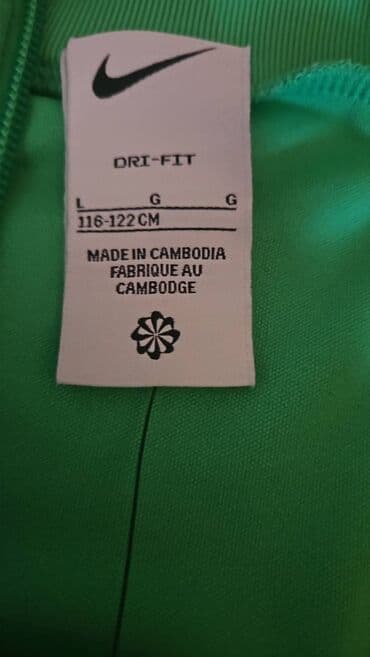 DRI-FIT
L G G
116-122 CM
MADE IN CAMBODIA
FABRIQUE AU
CAMBODGE